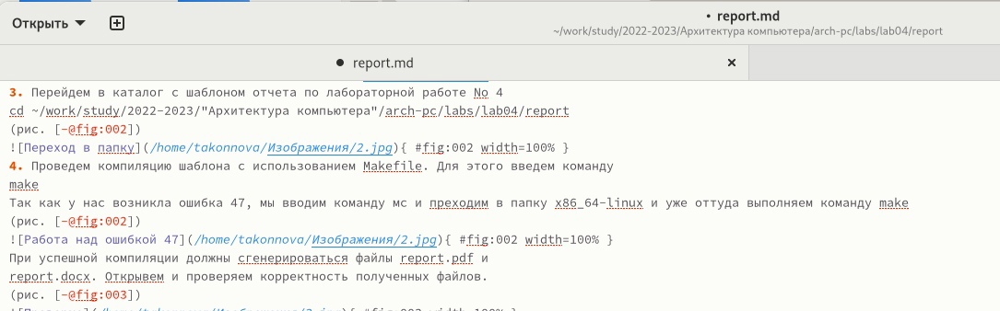 Открыть
• report.md
~/work/study/2022-2023/Архитектура компьютера/arch-pc/labs/lab04/report
● report.md ×
3. Перейдем в каталог с шаблоном отчета по лабораторной работе No 4
cd ~/work/study/2022-2023/"Архитектура компьютера"/arch-pc/labs/lab04/report
(рис. [-@fig:002])
![Переход в папку](/home/takonnova/Изображения/2.jpg){ #fig:002 width=100% }
4. Проведем компиляцию шаблона с использованием Makefile. Для этого введем команду
make
Так как у нас возникла ошибка 47, мы вводим команду мс и преходим в папку x86_64-linux и уже оттуда выполняем команду make
(рис. [-@fig:002])
![Работа над ошибкой 47](/home/takonnova/Изображения/2.jpg){ #fig:002 width=100% }
При успешной компиляции должны сгенерироваться файлы report.pdf и
report.docx. Открывем и проверяем корректность полученных файлов.
(рис. [-@fig:003])